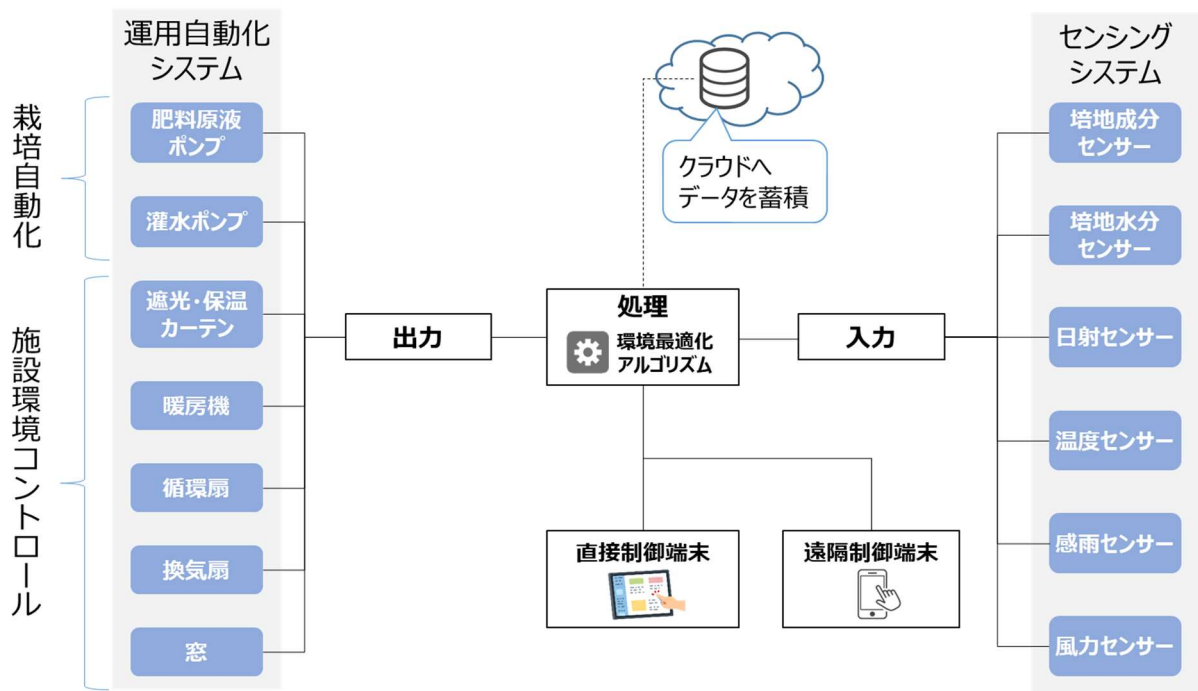 運用自動化
システム
栽培自動化
肥料原液
ポンプ
灌水ポンプ
施設環境コントロール
遮光・保温
カーテン
暖房機
循環扇
換気扇
窓
出力
クラウドへ
データを蓄積
処理
環境最適化
アルゴリズム
直接制御端末
遠隔制御端末
入力
センシング
システム
培地成分
センサー
培地水分
センサー
日射センサー
温度センサー
感雨センサー
風力センサー